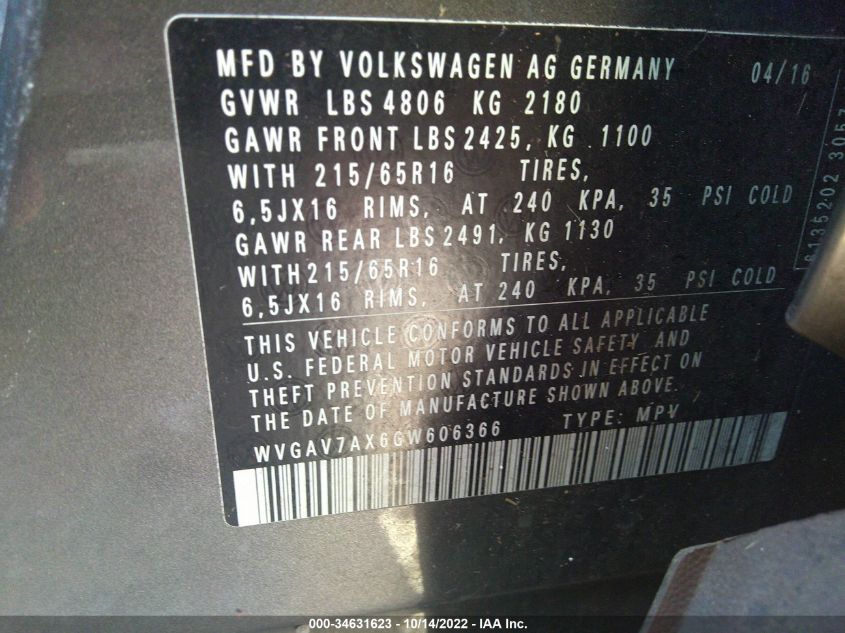 MFD BY VOLKSWAGEN AG GERMANY 04/16
GVWR LBS 4806 KG 2180
GAWR FRONT LBS 2425, KG 1100
WITH 215/65R16 TIRES,
6,5JX16 RIMS, AT 240 KPA, 35 PSI COLD
GAWR REAR LBS 2491, KG 1130
WITH 215/65R16 TIRES,
6,5JX16 RIMS, AT 240 KPA, 35 PSI COLD
THIS VEHICLE CONFORMS TO ALL APPLICABLE
U.S. FEDERAL MOTOR VEHICLE SAFETY AND
THEFT PREVENTION STANDARDS IN EFFECT ON
THE DATE OF MANUFACTURE SHOWN ABOVE.
WVGAV7AX6GW606366 TYPE: MPV
8135202 3057
000-34631623 - 10/14/2022 - IAA Inc.